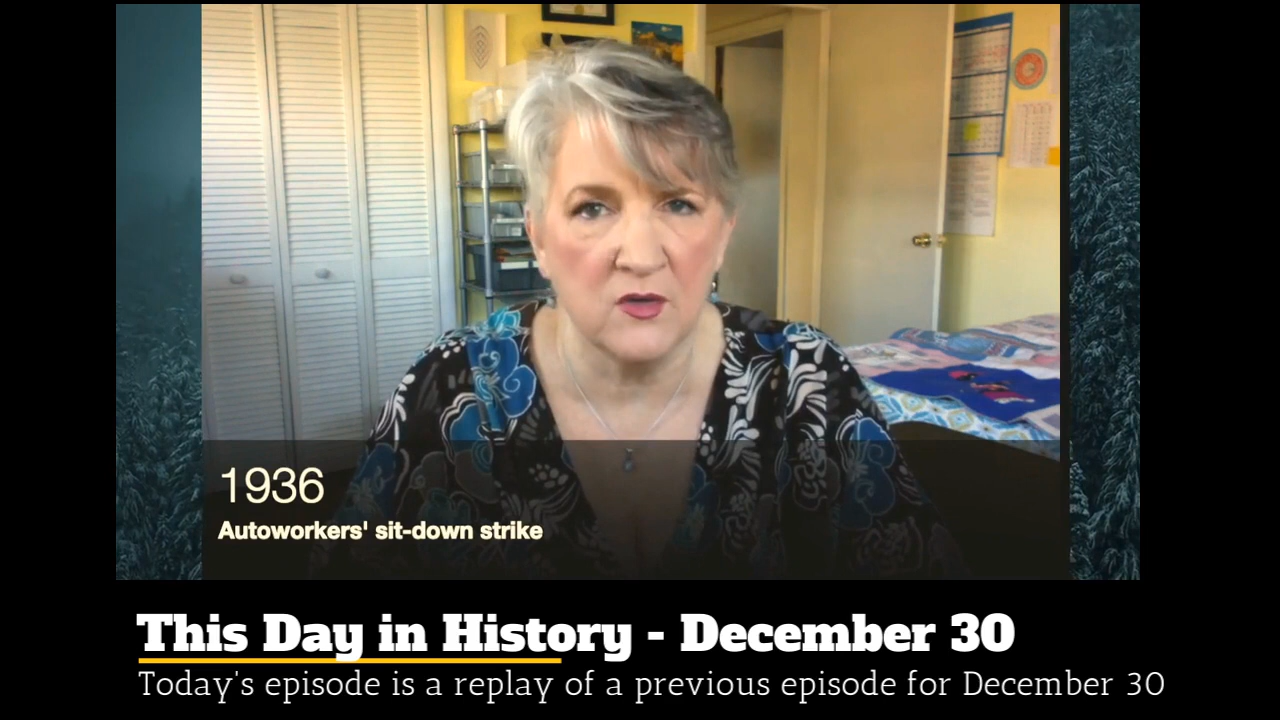 1936
Autoworkers' sit-down strike
This Day in History - December 30
Today's episode is a replay of a previous episode for December 30